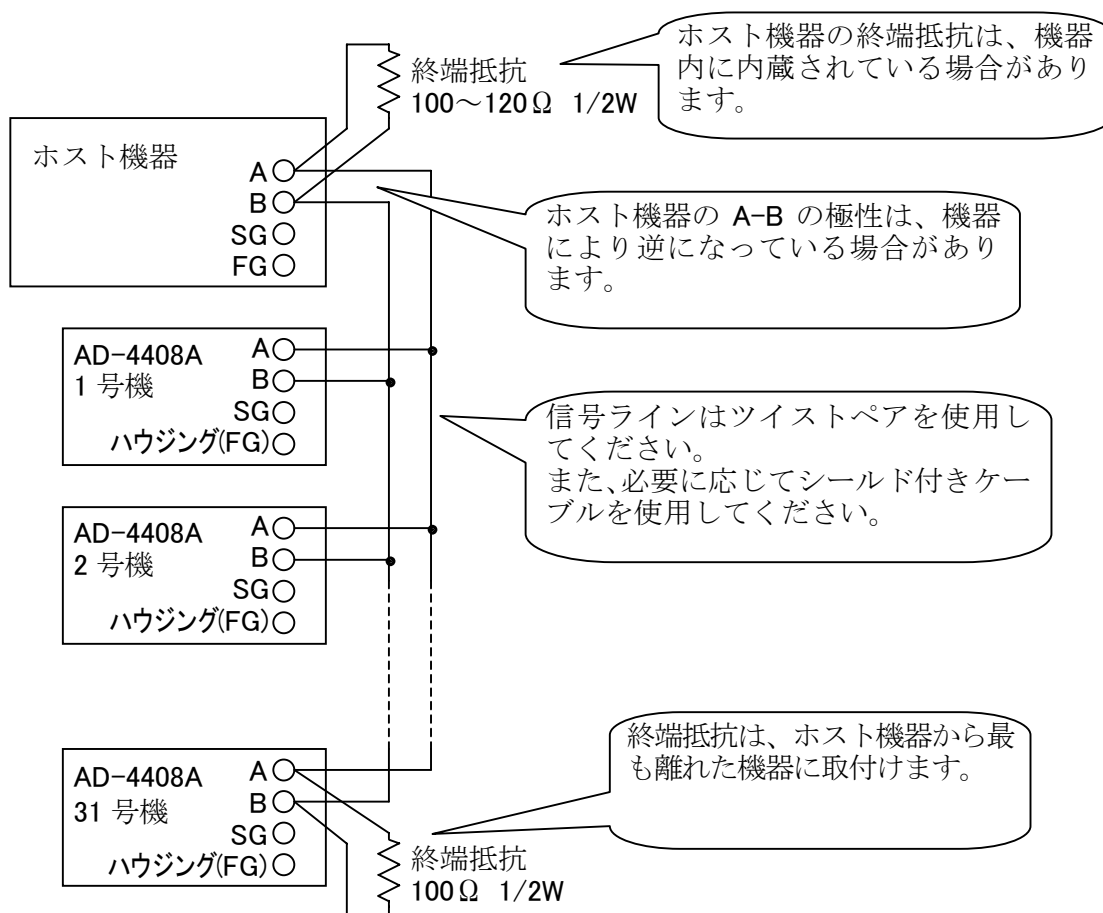 終端抵抗
100～120Ω 1/2W
ホスト機器の終端抵抗は、機器
内に内蔵されている場合があり
ます。
ホスト機器
A
B
SG
FG
ホスト機器の A-B の極性は、機器
により逆になっている場合があり
ます。
AD-4408A
1 号機
A
B
SG
ハウジング(FG)
信号ラインはツイストペアを使用し
てください。
また、必要に応じてシールド付きケー
ブルを使用してください。
AD-4408A
2 号機
A
B
SG
ハウジング(FG)
終端抵抗は、ホスト機器から最
も離れた機器に取付けます。
AD-4408A
31 号機
A
B
SG
ハウジング(FG)
終端抵抗
100Ω 1/2W